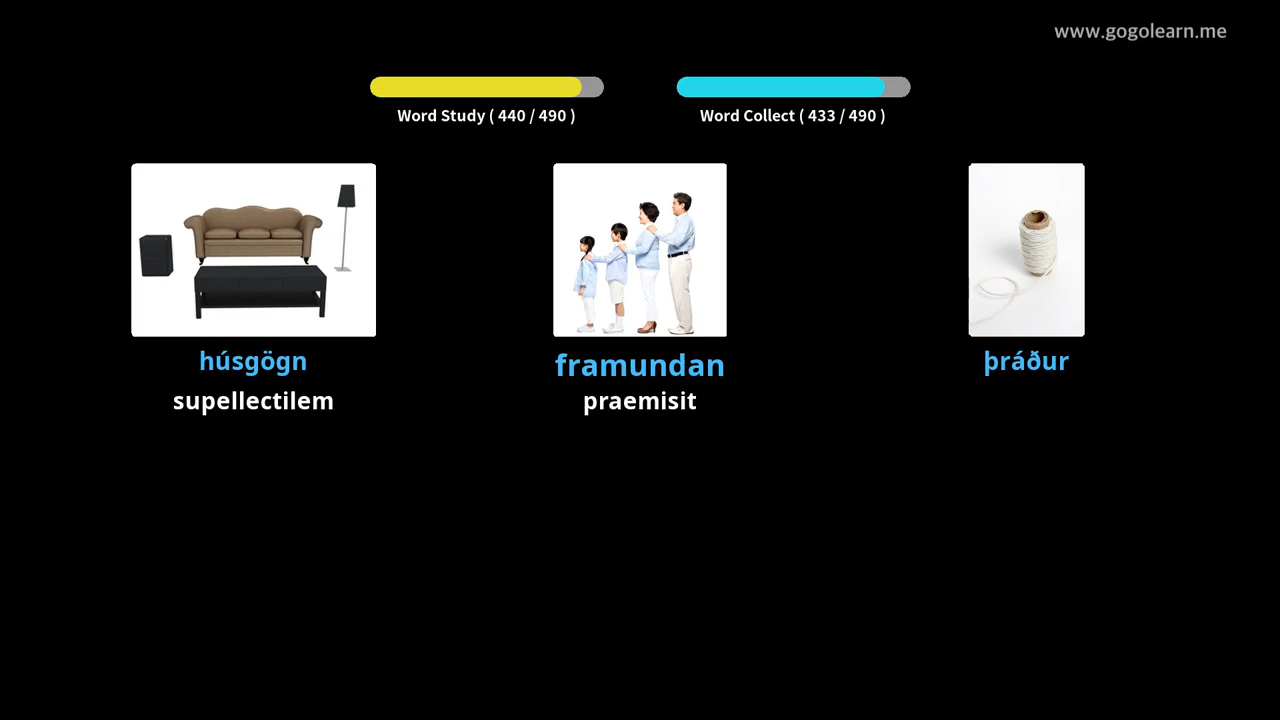 www.gogolearn.me
Word Study ( 440 / 490 )
Word Collect ( 433 / 490 )
húsgögn
framundan
þráður
supellectilem
praemisit